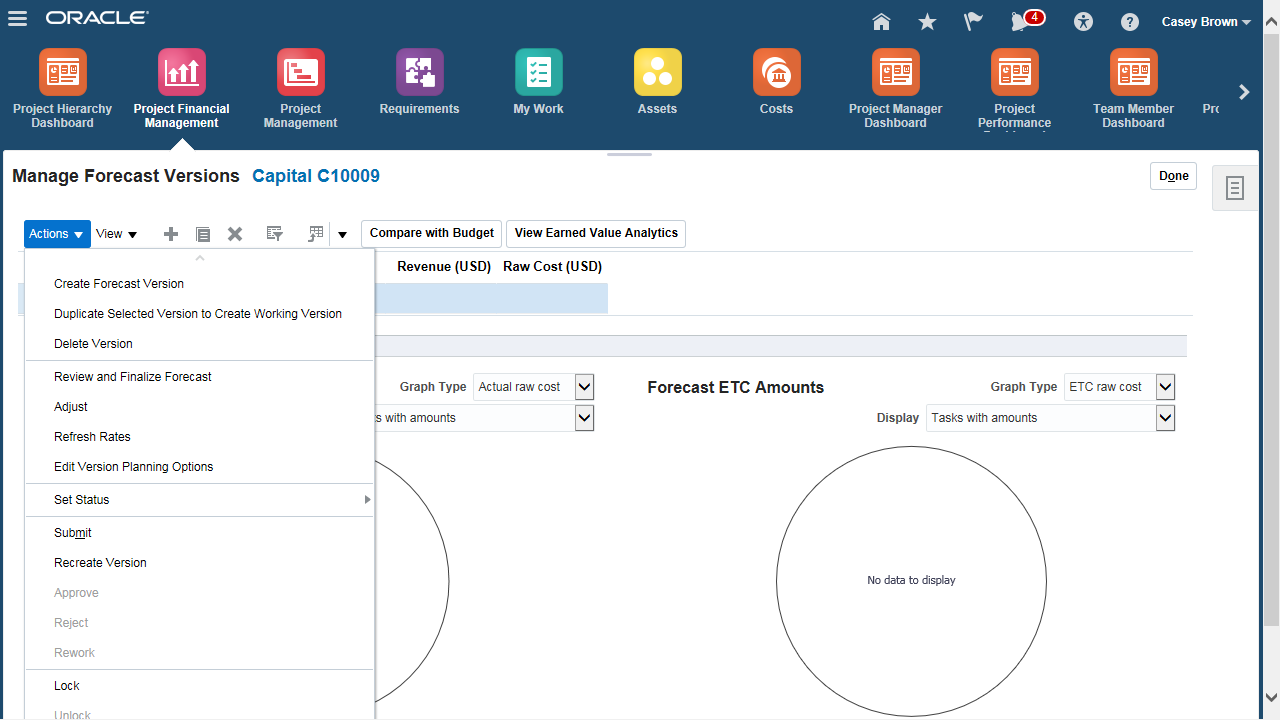 ORACLE
4
Casey Brown
Project Hierarchy
Dashboard
Project Financial
Management
Project
Management
Requirements
My Work
Assets
Costs
Project Manager
Dashboard
Project
Performance
Team Member
Dashboard
Pro
Manage Forecast Versions Capital C10009
Done
Actions View Compare with Budget View Earned Value Analytics
Revenue (USD) Raw Cost (USD)
Create Forecast Version
Duplicate Selected Version to Create Working Version
Delete Version
Review and Finalize Forecast
Adjust
Refresh Rates
Edit Version Planning Options
Set Status
Submit
Recreate Version
Approve
Reject
Rework
Lock
Unlock
Graph Type Actual raw cost
s with amounts
Forecast ETC Amounts
Graph Type ETC raw cost
Display Tasks with amounts
No data to display